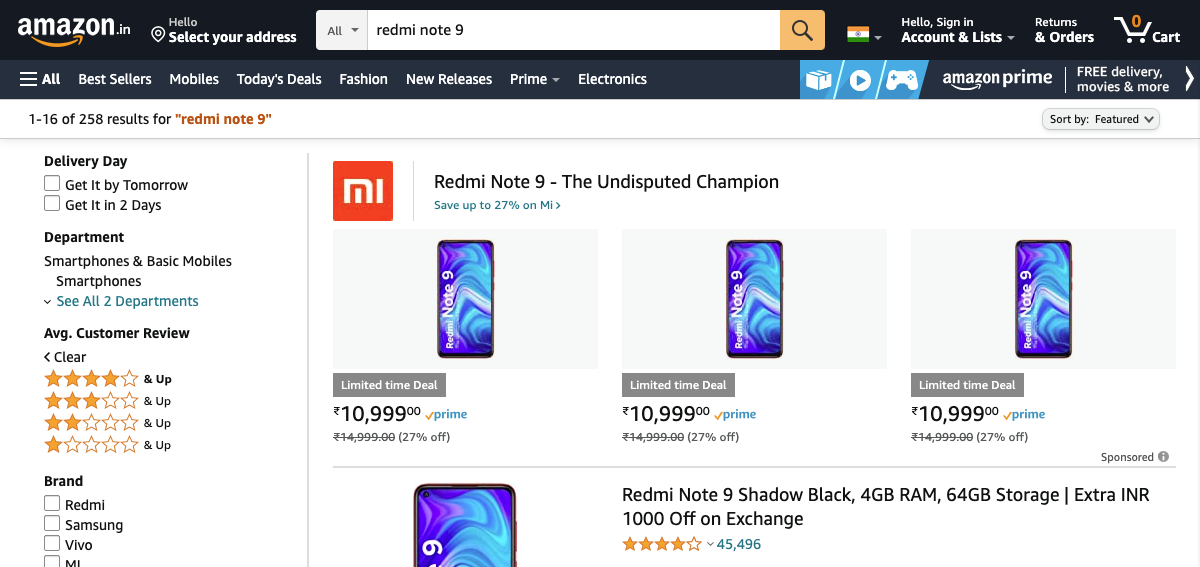 amazon.in
Hello
Select your address
All
redmi note 9
Hello, Sign in
Account & Lists
Returns
& Orders
0
Cart
All
Best Sellers
Mobiles
Today's Deals
Fashion
New Releases
Prime
Electronics
amazon prime
FREE delivery,
movies & more
1-16 of 258 results for "redmi note 9"
Sort by: Featured
Delivery Day
Get It by Tomorrow
Get It in 2 Days
Department
Smartphones & Basic Mobiles
Smartphones
See All 2 Departments
Avg. Customer Review
Clear
& Up
& Up
& Up
& Up
Brand
Redmi
Samsung
Vivo
MI
mi
Redmi Note 9 - The Undisputed Champion
Save up to 27% on Mi
Redmi Note 9
Redmi Note 9
Redmi Note 9
Limited time Deal
₹10,99900 prime
₹14,999.00 (27% off)
Limited time Deal
₹10,99900 prime
₹14,999.00 (27% off)
Limited time Deal
₹10,99900 prime
₹14,999.00 (27% off)
Sponsored
9
Redmi Note 9 Shadow Black, 4GB RAM, 64GB Storage | Extra INR
1000 Off on Exchange
45,496